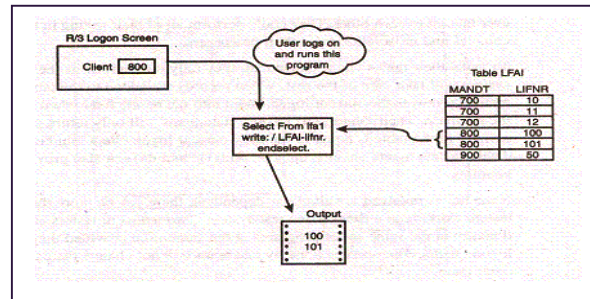 R/3 Logon Screen
Client 800
User logs on
and runs this
program
Table LFAI
MANDT LIFNR
700 10
700 11
700 12
800 100
800 101
900 50
Select From lfa1
write: / LFAI-lifnr.
endselect.
Output
100
101